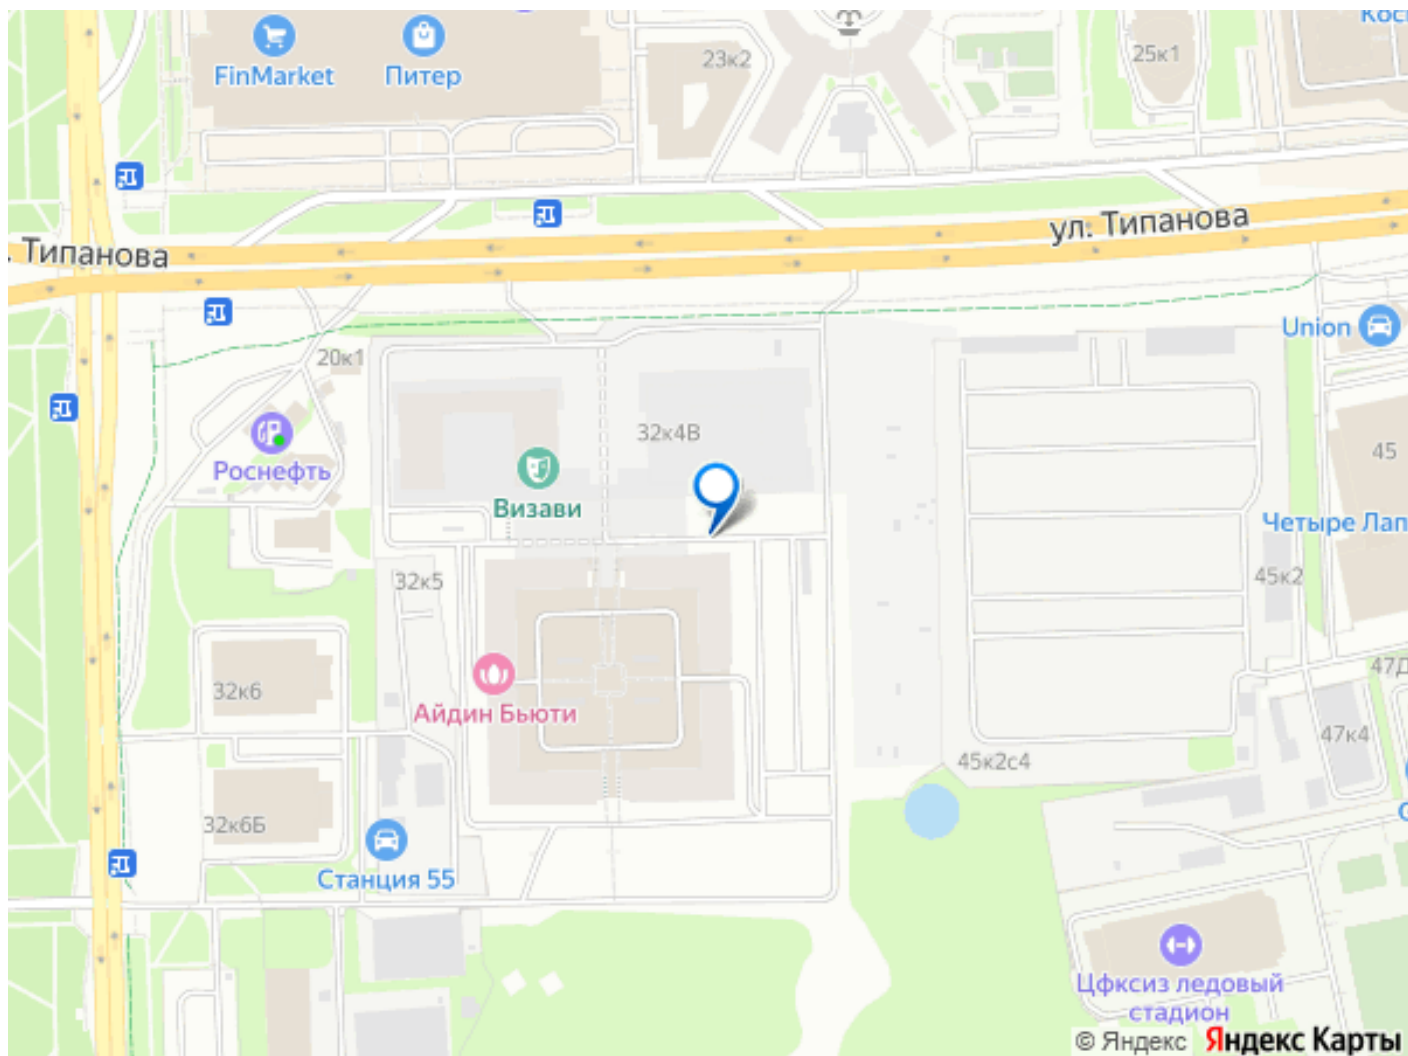 Кос
FinMarket
Питер
23к2
25к1
ул. Типанова
. Типанова
Union
20к1
32к4В
45
Роснефть
Визави
Четыре Лап
32к5
45к2
47Д
32к6
Айдин Бьюти
47к4
45к2с4
32к6Б
Станция 55
Цфксиз ледовый
стадион
© Яндекс Яндекс Карты